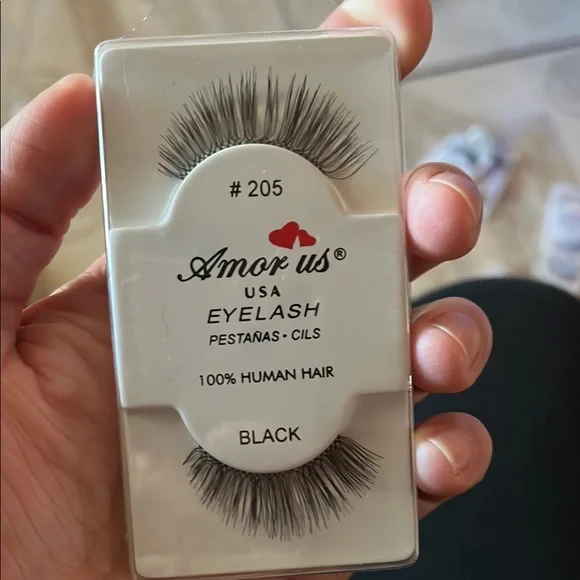 # 205
Amor us®
USA
EYELASH
PESTAÑAS • CILS
100% HUMAN HAIR
BLACK